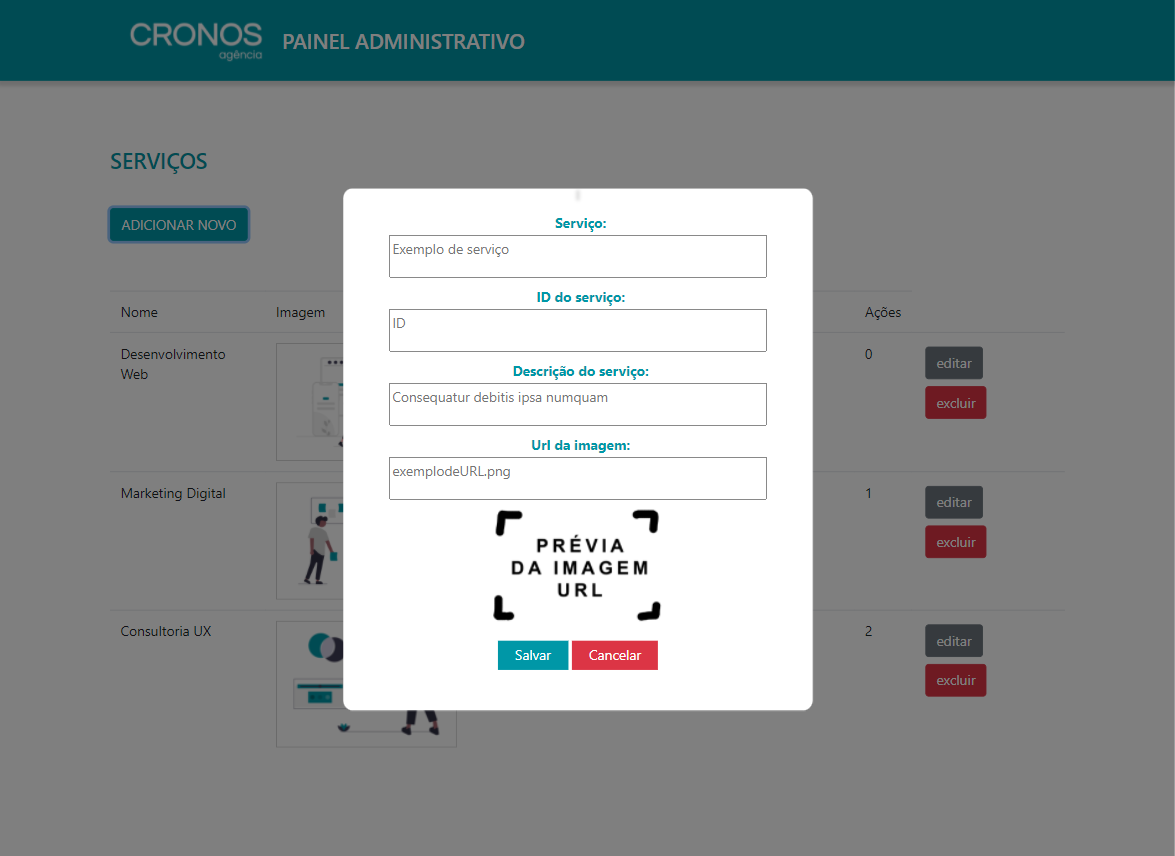 CRONOS
agência
PAINEL ADMINISTRATIVO
SERVIÇOS
ADICIONAR NOVO
Nome
Imagem
Ações
Desenvolvimento
Web
0
editar
excluir
Marketing Digital
1
editar
excluir
Consultoria UX
2
editar
excluir
Serviço:
Exemplo de serviço
ID do serviço:
ID
Descrição do serviço:
Consequatur debitis ipsa numquam
Url da imagem:
exemplodeURL.png
PRÉVIA
DA IMAGEM
URL
Salvar
Cancelar